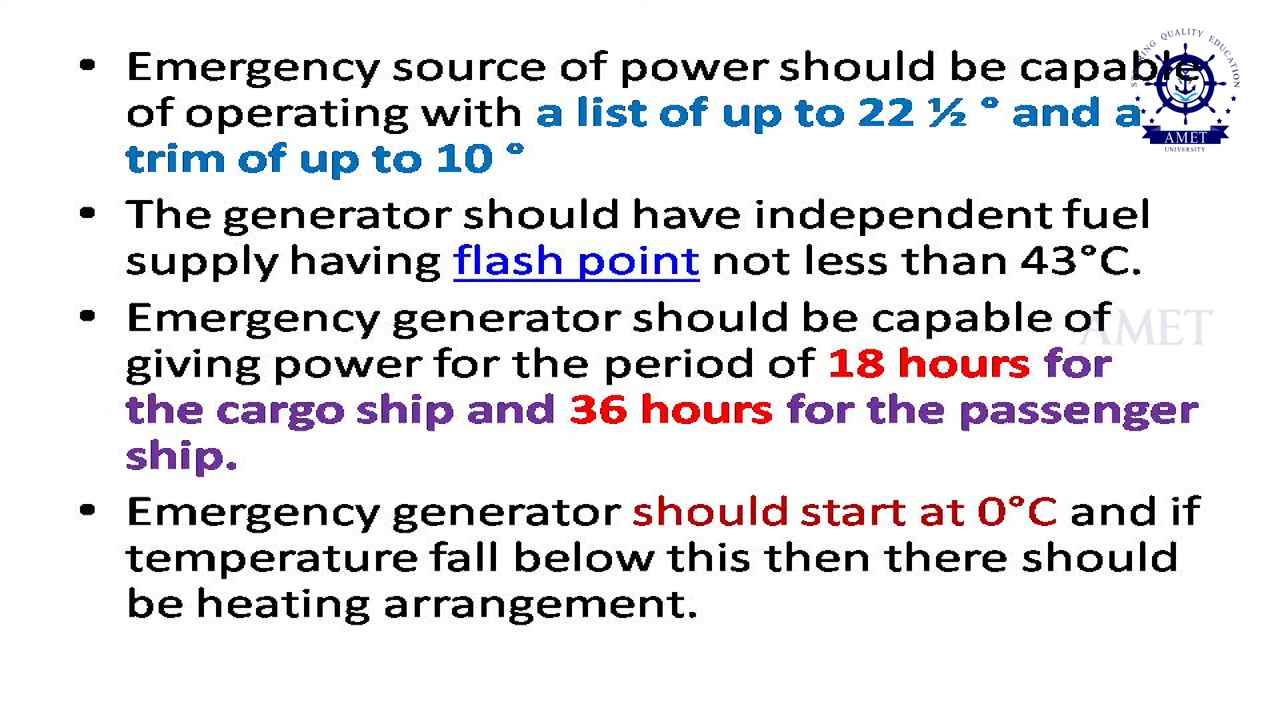 • Emergency source of power should be capable
of operating with a list of up to 22 ½ ° and a
trim of up to 10 °
• The generator should have independent fuel
supply having flash point not less than 43°C.
• Emergency generator should be capable of
giving power for the period of 18 hours for
the cargo ship and 36 hours for the passenger
ship.
• Emergency generator should start at 0°C and if
temperature fall below this then there should
be heating arrangement.
QUALITY EDUCATION
AMET
UNIVERSITY
AMET